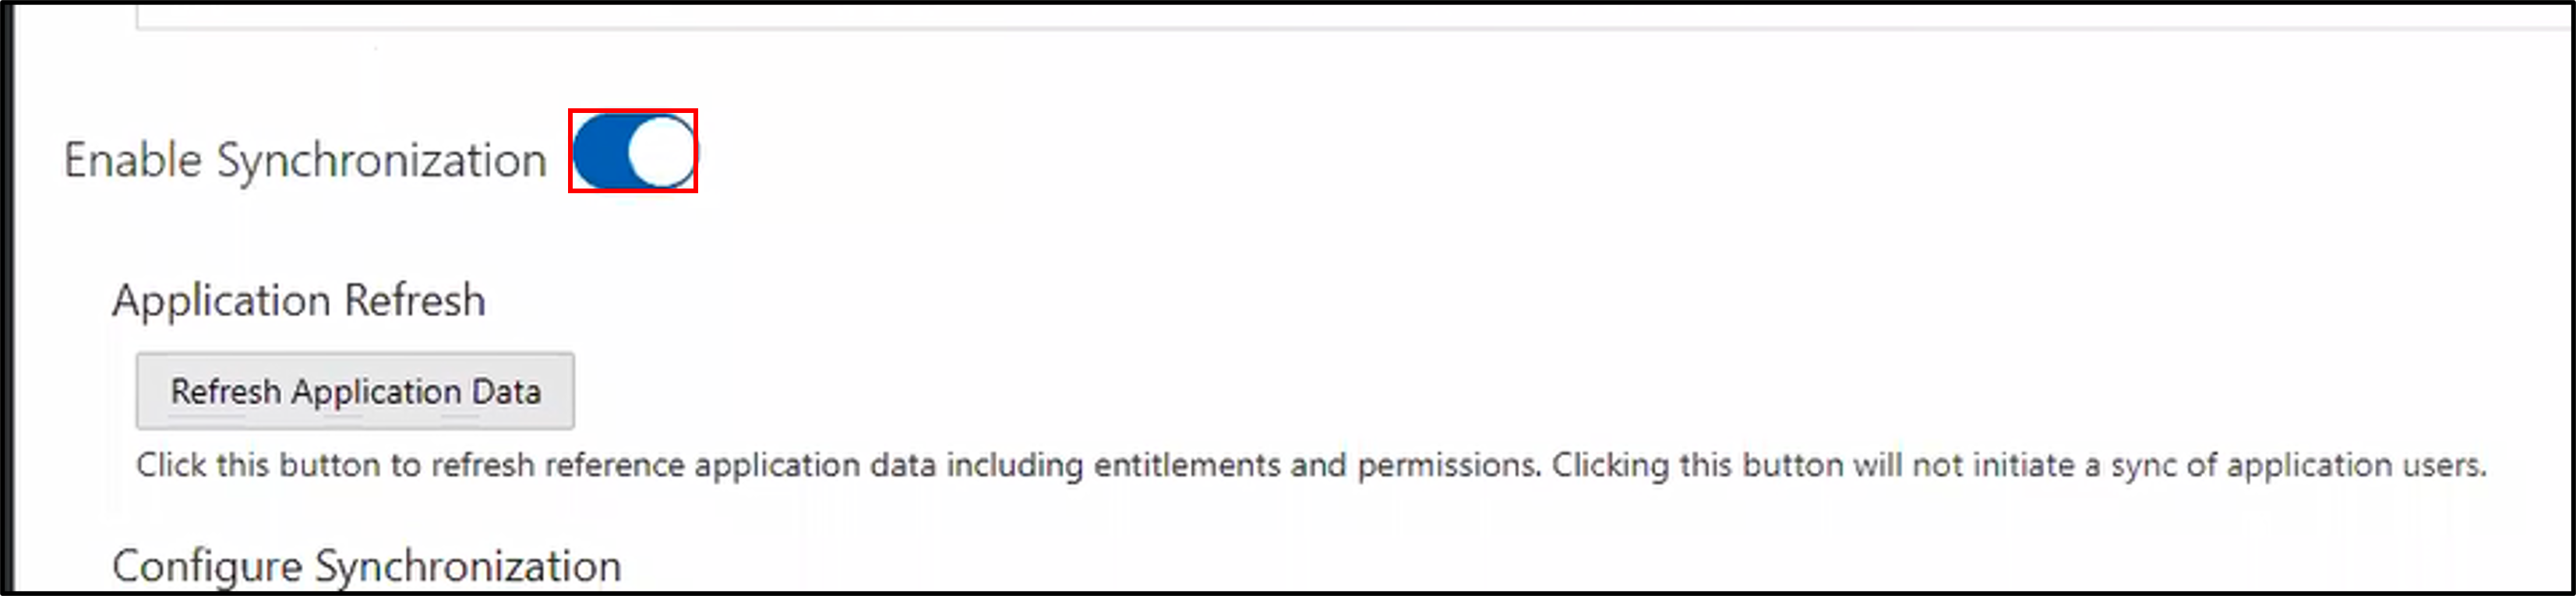 Enable Synchronization
Application Refresh
Refresh Application Data
Click this button to refresh reference application data including entitlements and permissions. Clicking this button will not initiate a sync of application users.
Configure Synchronization